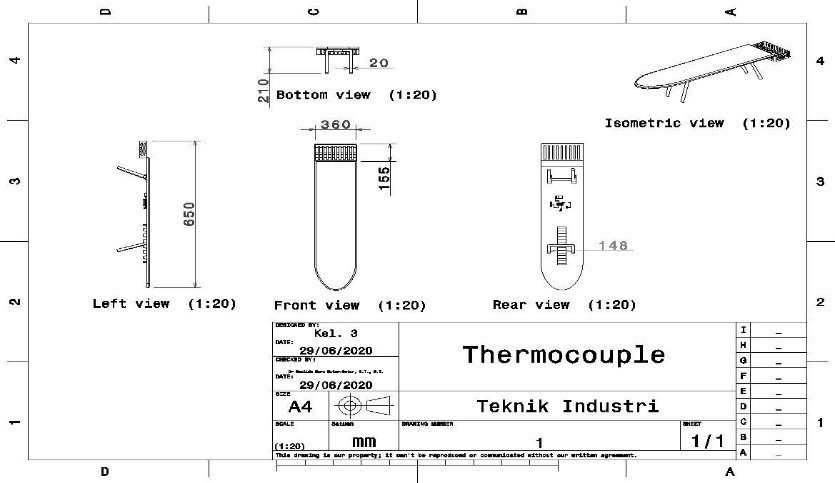 D C B A
4 4
20
210
Bottom view (1:20)
Isometric view (1:20)
360
155
3 3
650
148
Left view (1:20)
Front view (1:20)
Rear view (1:20)
2 2
DESIGNED BY:
Kel. 3
DATE:
29/06/2020
CHECKED BY:
DATE:
29/06/2020
Thermocouple
I _
H _
G _
F _
E _
D _
C _
B _
A _
SIZE
A4
Teknik Industri
SCALE
(1:20)
mm
DRAWING NUMBER
1
SHEET
1/1
1 1
This drawing is our property; it can't be reproduced or communicated without our written agreement.
D A